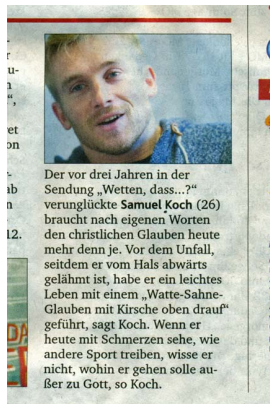 Der vor drei Jahren in der
Sendung „Wetten, dass...?“
verunglückte Samuel Koch (26)
braucht nach eigenen Worten
den christlichen Glauben heute
mehr denn je. Vor dem Unfall,
seitdem er vom Hals abwärts
gelähmt ist, habe er ein leichtes
Leben mit einem „Watte-Sahne-
Glauben mit Kirsche oben drauf“
geführt, sagt Koch. Wenn er
heute mit Schmerzen sehe, wie
andere Sport treiben, wisse er
nicht, wohin er gehen solle au-
ßer zu Gott, so Koch.